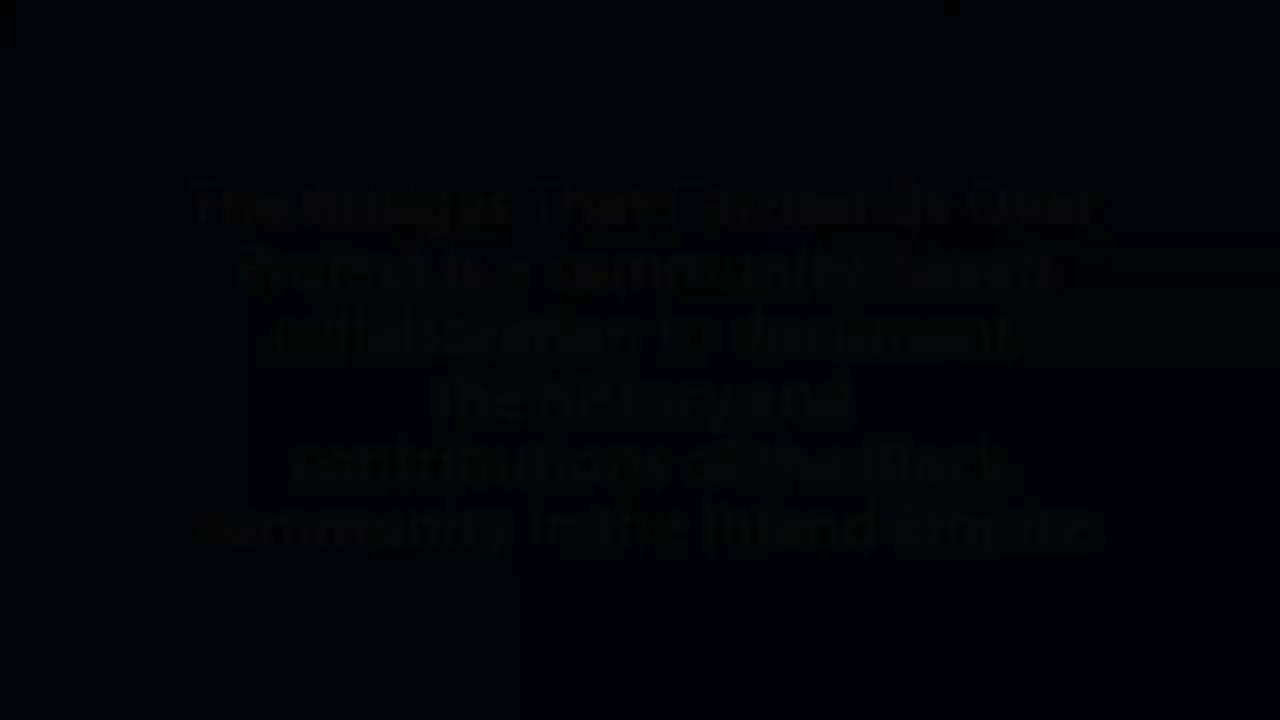 The Bridges That Carried Us Over
Project is a community-based
collaboration to document
the history and
contributions of the Black
community in the Inland Empire.